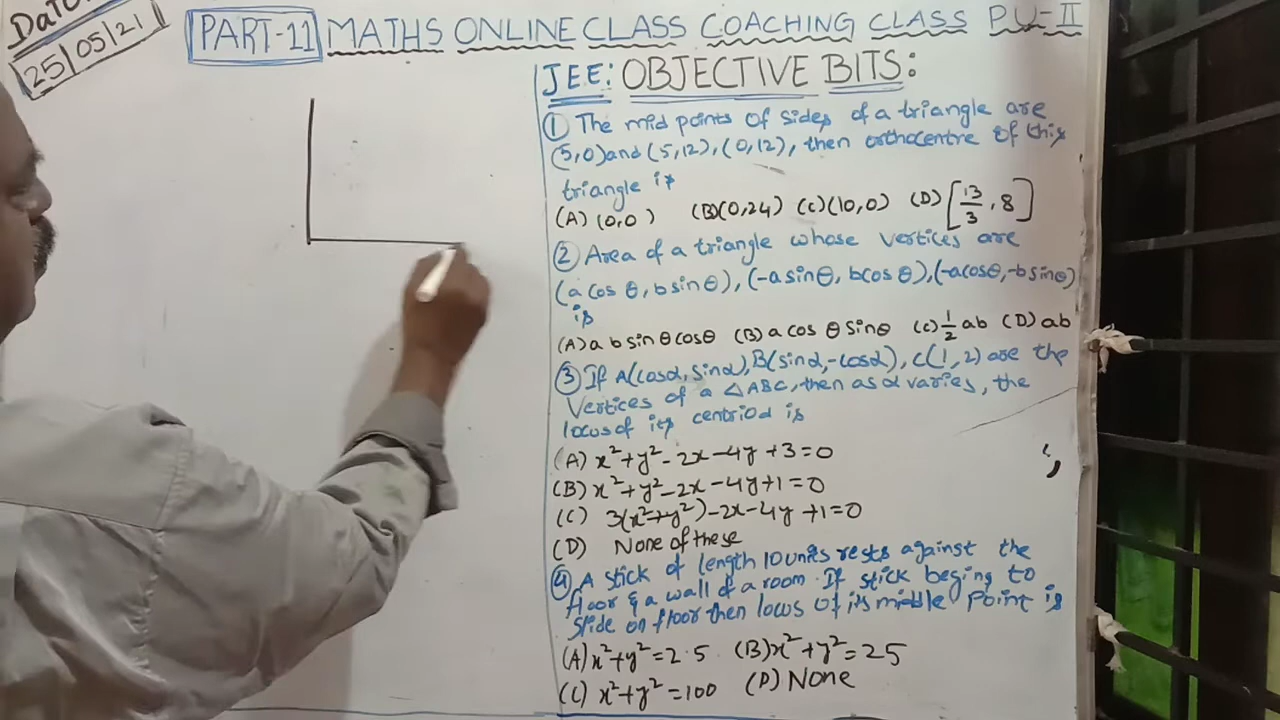 Date
25/05/21
PART-11 MATHS ONLINE CLASS COACHING CLASS P.U-II
JEE: OBJECTIVE BITS:
① The mid points of sides of a triangle are
(5,0) and (5,12), (0,12), then orthocentre of this
triangle is
(A) (0,0) (B)(0,24) (C)(10,0) (D) [13/3, 8]
② Area of a triangle whose vertices are
(a cos θ, b sin θ), (-a sin θ, b cos θ), (-a cos θ, -b sin θ)
is
(A) a b sin θ cos θ (B) a cos θ sin θ (C) 1/2 ab (D) ab
③ If A(cosα, sinα), B(sinα, -cosα), C(1, 2) are the
vertices of a △ABC, then as α varies, the
locus of its centriod is
(A) x²+y²-2x-4y+3=0
(B) x²+y²-2x-4y+1=0
(C) 3(x²+y²)-2x-4y+1=0
(D) None of these
④ A stick of length 10 units rests against the
floor & a wall of a room. If stick begins to
slide on floor then locus of its middle point is
(A) x²+y²=2.5 (B) x²+y²=25
(C) x²+y²=100 (D) None